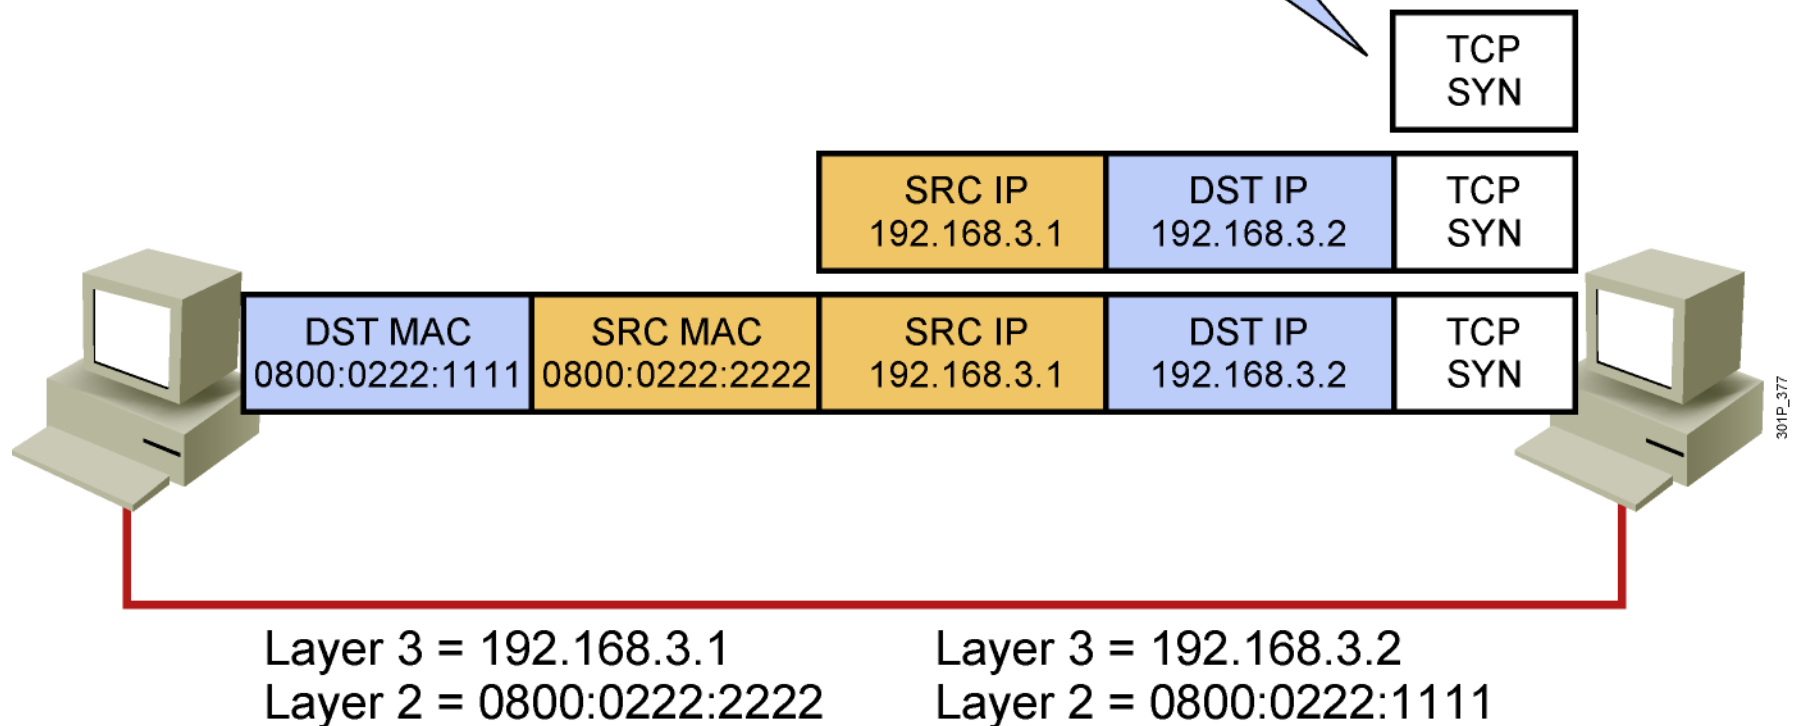 TCP
SYN
SRC IP
192.168.3.1
DST IP
192.168.3.2
TCP
SYN
DST MAC
0800:0222:1111
SRC MAC
0800:0222:2222
SRC IP
192.168.3.1
DST IP
192.168.3.2
TCP
SYN
301P_377
Layer 3 = 192.168.3.1
Layer 2 = 0800:0222:2222
Layer 3 = 192.168.3.2
Layer 2 = 0800:0222:1111